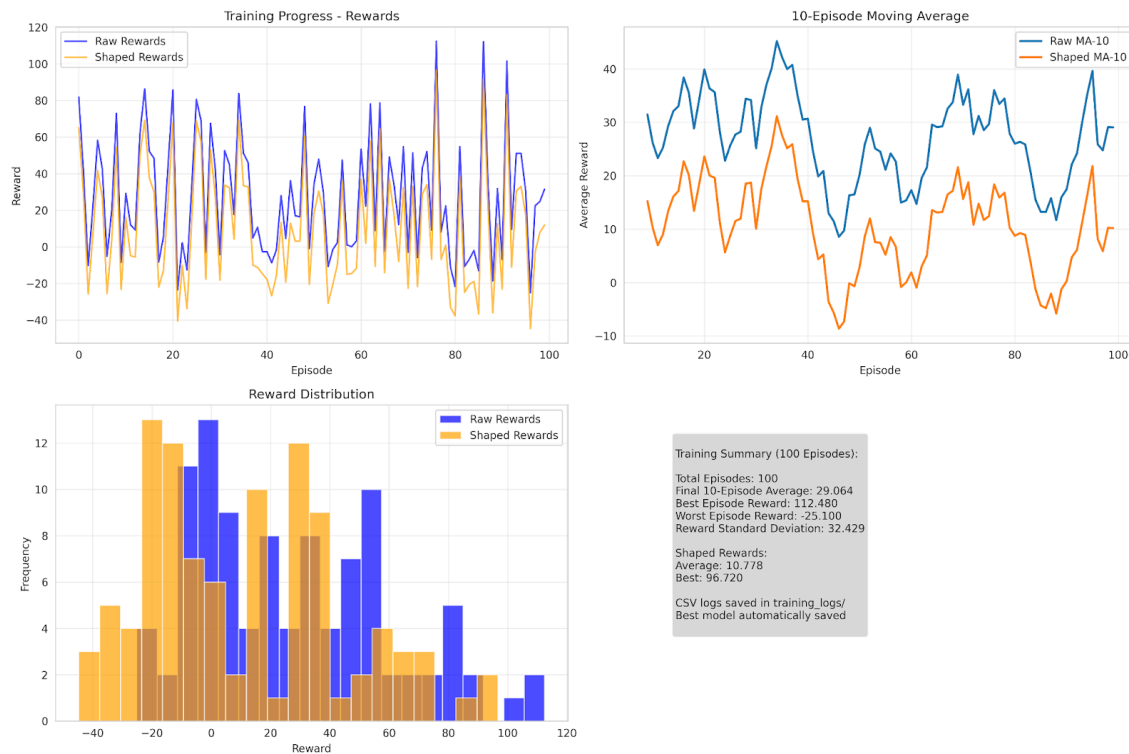 Training Progress - Rewards
120
100
80
60
40
20
0
−20
−40
Reward
Raw Rewards
Shaped Rewards
0
20
40
60
80
100
Episode
10-Episode Moving Average
40
30
20
10
0
−10
Average Reward
Raw MA-10
Shaped MA-10
20
40
60
80
100
Episode
Reward Distribution
12
10
8
6
4
2
0
Frequency
Raw Rewards
Shaped Rewards
−40
−20
0
20
40
60
80
100
120
Reward
Training Summary (100 Episodes):
Total Episodes: 100
Final 10-Episode Average: 29.064
Best Episode Reward: 112.480
Worst Episode Reward: -25.100
Reward Standard Deviation: 32.429
Shaped Rewards:
Average: 10.778
Best: 96.720
CSV logs saved in training_logs/
Best model automatically saved